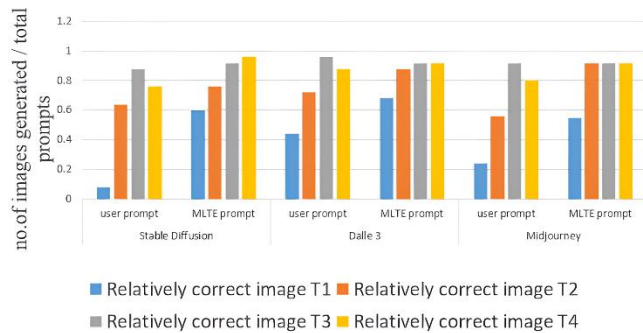 no.of images generated / total
prompts
1.2
1
0.8
0.6
0.4
0.2
0
user prompt MLTE prompt user prompt MLTE prompt user prompt MLTE prompt
Stable Diffusion Dalle 3 Midjourney
Relatively correct image T1 Relatively correct image T2
Relatively correct image T3 Relatively correct image T4